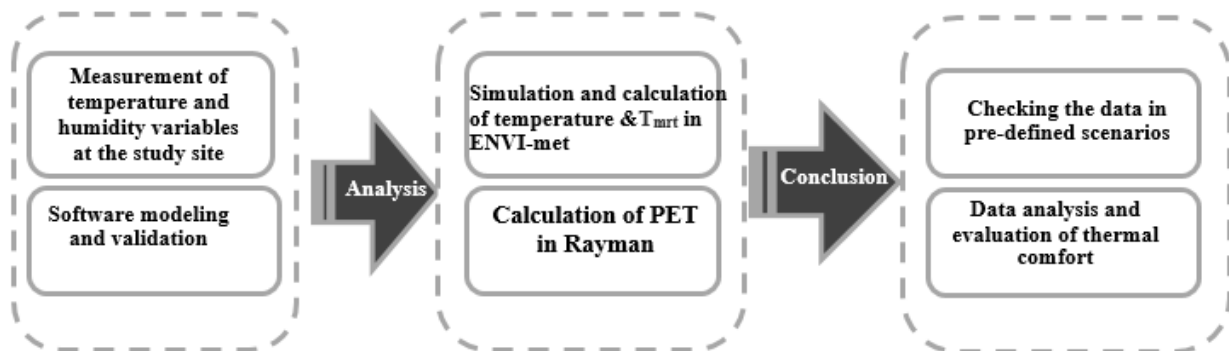 Measurement of
temperature and
humidity variables
at the study site
Software modeling
and validation
Analysis
Simulation and calculation
of temperature &Tmrt in
ENVI-met
Calculation of PET
in Rayman
Conclusion
Checking the data in
pre-defined scenarios
Data analysis and
evaluation of thermal
comfort